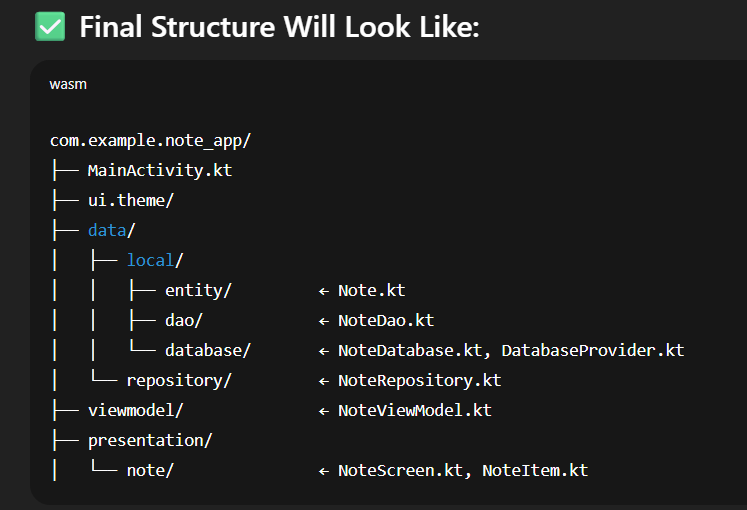 ✅ Final Structure Will Look Like:
wasm
com.example.note_app/
├── MainActivity.kt
├── ui.theme/
├── data/
│   ├── local/
│   │   ├── entity/         ← Note.kt
│   │   ├── dao/            ← NoteDao.kt
│   │   └── database/       ← NoteDatabase.kt, DatabaseProvider.kt
│   └── repository/         ← NoteRepository.kt
├── viewmodel/              ← NoteViewModel.kt
├── presentation/
│   └── note/               ← NoteScreen.kt, NoteItem.kt